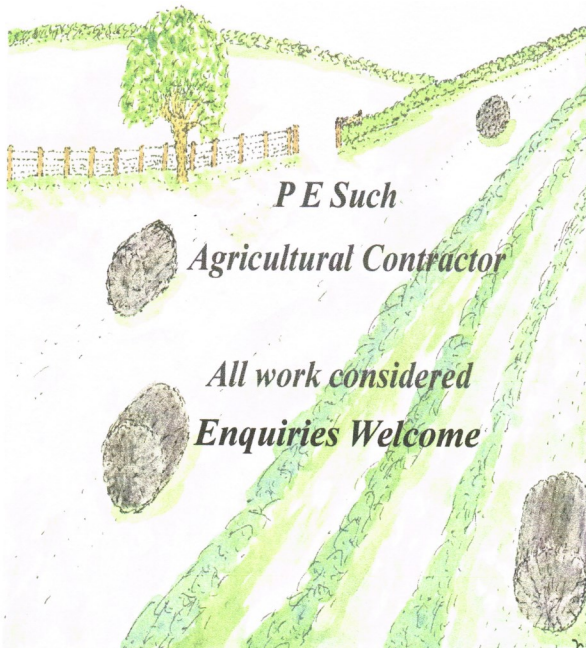 P E Such
Agricultural Contractor
All work considered
Enquiries Welcome